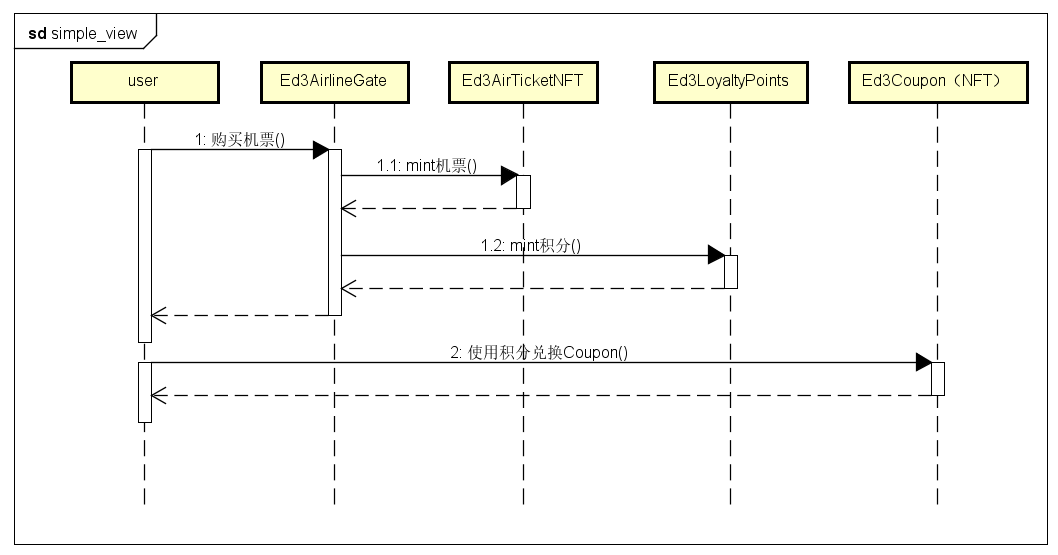 sd simple_view
user
Ed3AirlineGate
Ed3AirTicketNFT
Ed3LoyaltyPoints
Ed3Coupon（NFT）
1: 购买机票()
1.1: mint机票()
1.2: mint积分()
2: 使用积分兑换Coupon()